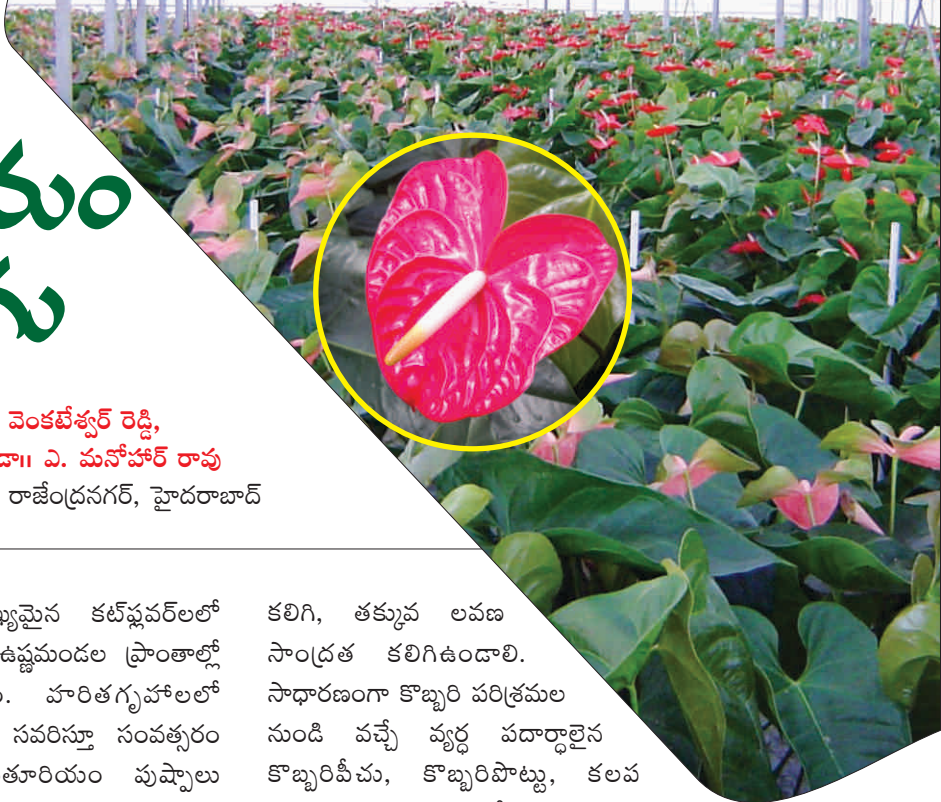 వెంకటేశ్వర్ రెడ్డి,
డా॥ ఎ. మనోహర్ రావు
రాజేంద్రనగర్, హైదరాబాద్
కట్‌ఫ్లవర్‌లలో
ఉష్ణమండల ప్రాంతాల్లో
హరితగృహాలలో
సవరిస్తూ సంవత్సరం
పుష్పాలు
కలిగి, తక్కువ లవణ
సాంద్రత కలిగిఉండాలి.
సాధారణంగా కొబ్బరి పరిశ్రమల
నుండి వచ్చే వ్యర్ధ పదార్ధాలైన
కొబ్బరిపీచు, కొబ్బరిపొట్టు, కలప